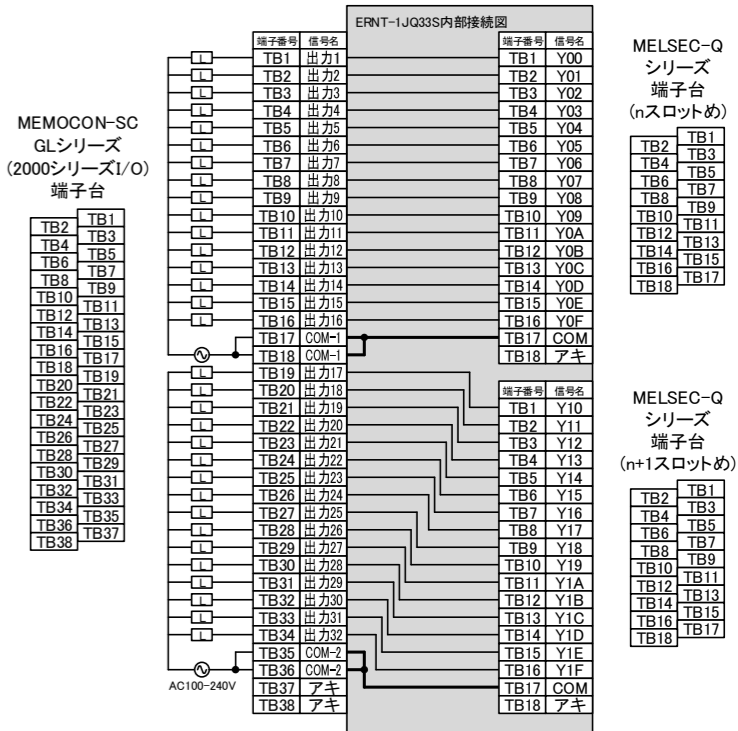 ERNT-1JQ33S内部接続図
MEMOCON-SC
GLシリーズ
(2000シリーズI/O)
端子台
TB1
TB2
TB3
TB4
TB5
TB6
TB7
TB8
TB9
TB10
TB11
TB12
TB13
TB14
TB15
TB16
TB17
TB18
TB19
TB20
TB21
TB22
TB23
TB24
TB25
TB26
TB27
TB28
TB29
TB30
TB31
TB32
TB33
TB34
TB35
TB36
TB37
TB38
端子番号 信号名
L TB1 出力1
L TB2 出力2
L TB3 出力3
L TB4 出力4
L TB5 出力5
L TB6 出力6
L TB7 出力7
L TB8 出力8
L TB9 出力9
L TB10 出力10
L TB11 出力11
L TB12 出力12
L TB13 出力13
L TB14 出力14
L TB15 出力15
L TB16 出力16
TB17 COM-1
TB18 COM-1
L TB19 出力17
L TB20 出力18
L TB21 出力19
L TB22 出力20
L TB23 出力21
L TB24 出力22
L TB25 出力23
L TB26 出力24
L TB27 出力25
L TB28 出力26
L TB29 出力27
L TB30 出力28
L TB31 出力29
L TB32 出力30
L TB33 出力31
L TB34 出力32
TB35 COM-2
TB36 COM-2
AC100-240V
TB37 アキ
TB38 アキ
端子番号 信号名
TB1 Y00
TB2 Y01
TB3 Y02
TB4 Y03
TB5 Y04
TB6 Y05
TB7 Y06
TB8 Y07
TB9 Y08
TB10 Y09
TB11 Y0A
TB12 Y0B
TB13 Y0C
TB14 Y0D
TB15 Y0E
TB16 Y0F
TB17 COM
TB18 アキ
端子番号 信号名
TB1 Y10
TB2 Y11
TB3 Y12
TB4 Y13
TB5 Y14
TB6 Y15
TB7 Y16
TB8 Y17
TB9 Y18
TB10 Y19
TB11 Y1A
TB12 Y1B
TB13 Y1C
TB14 Y1D
TB15 Y1E
TB16 Y1F
TB17 COM
TB18 アキ
MELSEC-Q
シリーズ
端子台
(nスロットめ)
TB1
TB2
TB3
TB4
TB5
TB6
TB7
TB8
TB9
TB10
TB11
TB12
TB13
TB14
TB15
TB16
TB17
TB18
MELSEC-Q
シリーズ
端子台
(n+1スロットめ)
TB1
TB2
TB3
TB4
TB5
TB6
TB7
TB8
TB9
TB10
TB11
TB12
TB13
TB14
TB15
TB16
TB17
TB18